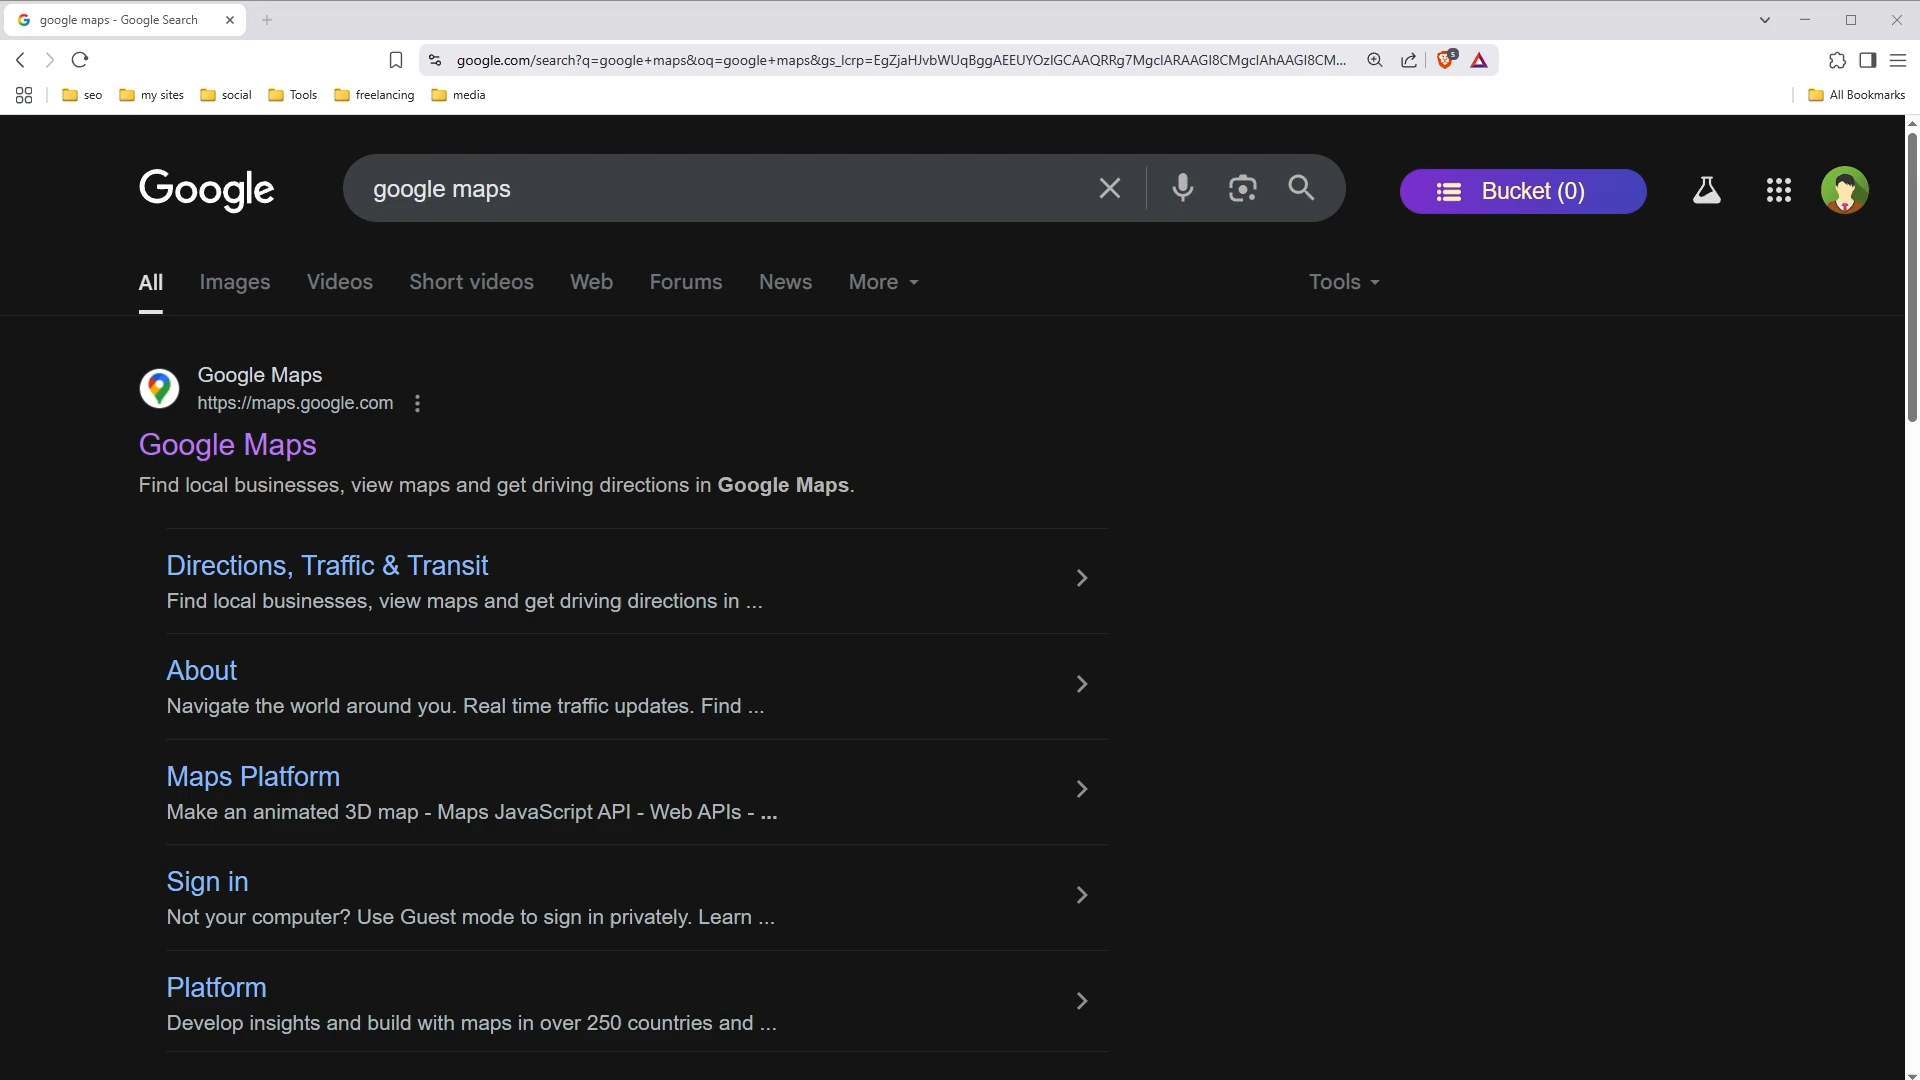 google maps - Google Search
google.com/search?q=google+maps&oq=google+maps&gs_lcrp=EgZjaHJvbWUqBggAEEUYOzIGCAAQRRg7MgcIARAAGI8CMgcIAhAAGI8CM...
5
seo my sites social Tools freelancing media All Bookmarks
Google
google maps
Bucket (0)
All Images Videos Short videos Web Forums News More Tools
Google Maps
https://maps.google.com
Google Maps
Find local businesses, view maps and get driving directions in Google Maps.
Directions, Traffic & Transit
Find local businesses, view maps and get driving directions in ...
About
Navigate the world around you. Real time traffic updates. Find ...
Maps Platform
Make an animated 3D map - Maps JavaScript API - Web APIs - ...
Sign in
Not your computer? Use Guest mode to sign in privately. Learn ...
Platform
Develop insights and build with maps in over 250 countries and ...